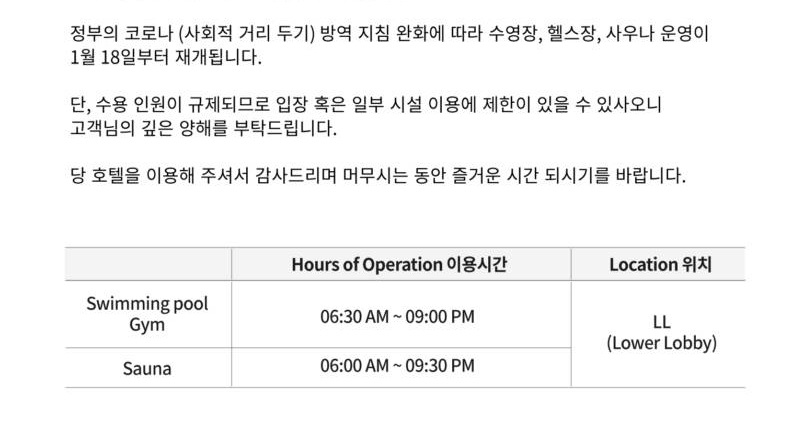 정부의 코로나 (사회적 거리 두기) 방역 지침 완화에 따라 수영장, 헬스장, 사우나 운영이
1월 18일부터 재개됩니다.
단, 수용 인원이 규제되므로 입장 혹은 일부 시설 이용에 제한이 있을 수 있사오니
고객님의 깊은 양해를 부탁드립니다.
당 호텔을 이용해 주셔서 감사드리며 머무시는 동안 즐거운 시간 되시기를 바랍니다.
Hours of Operation 이용시간
Location 위치
Swimming pool
Gym
06:30 AM ~ 09:00 PM
LL
(Lower Lobby)
Sauna
06:00 AM ~ 09:30 PM